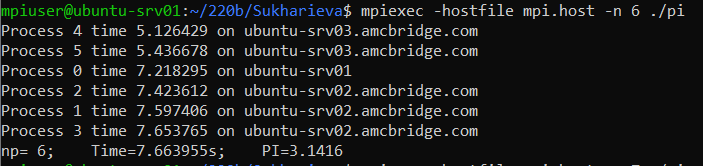 mpiuser@ubuntu-srv01:~/220b/Sukharieva$ mpiexec -hostfile mpi.host -n 6 ./pi
Process 4 time 5.126429 on ubuntu-srv03.amcbridge.com
Process 5 time 5.436678 on ubuntu-srv03.amcbridge.com
Process 0 time 7.218295 on ubuntu-srv01
Process 2 time 7.423612 on ubuntu-srv02.amcbridge.com
Process 1 time 7.597406 on ubuntu-srv02.amcbridge.com
Process 3 time 7.653765 on ubuntu-srv02.amcbridge.com
np= 6;    Time=7.663955s;    PI=3.1416